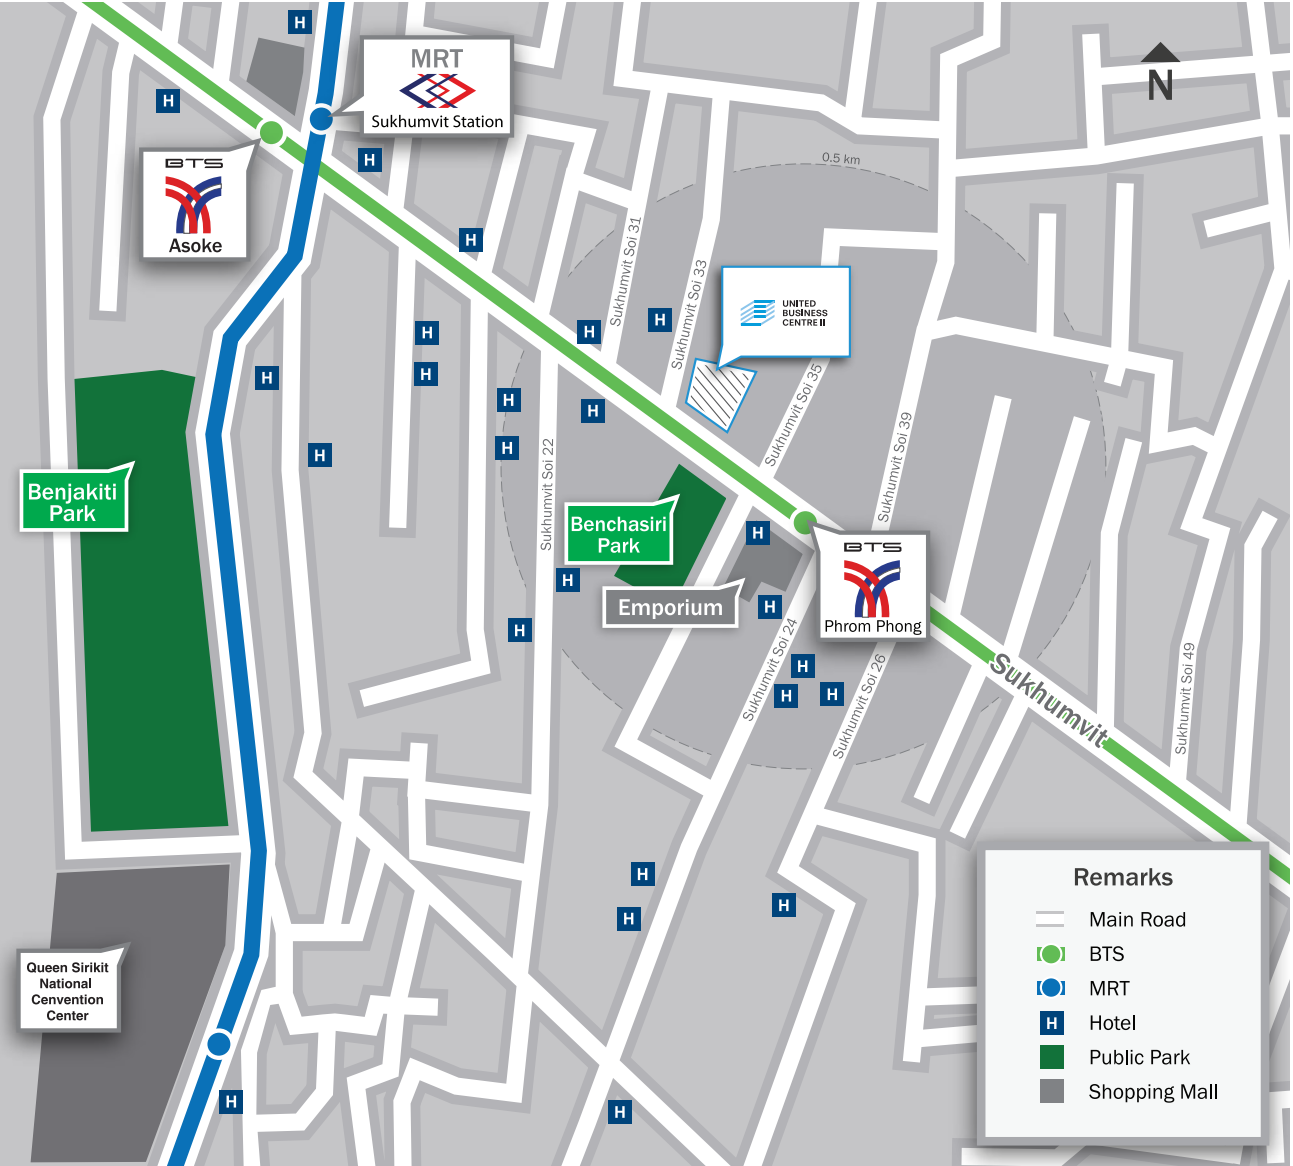 H
MRT
Sukhumvit Station
N
H
H
BTS
Asoke
0.5 km
H
Sukhumvit Soi 31
Sukhumvit Soi 33
UNITED
BUSINESS
CENTRE II
H
H
H
H
H
H
H
H
H
H
Sukhumvit Soi 35
Sukhumvit Soi 39
Sukhumvit Soi 22
Benjakiti
Park
Benchasiri
Park
H
BTS
Phrom Phong
H
Emporium
H
H
Sukhumvit Soi 24
Sukhumvit Soi 26
H
H
H
Sukhumvit
Sukhumvit Soi 49
H
H
H
Queen Sirikit
National
Cenvention
Center
H
H
Remarks
Main Road
BTS
MRT
H Hotel
Public Park
Shopping Mall